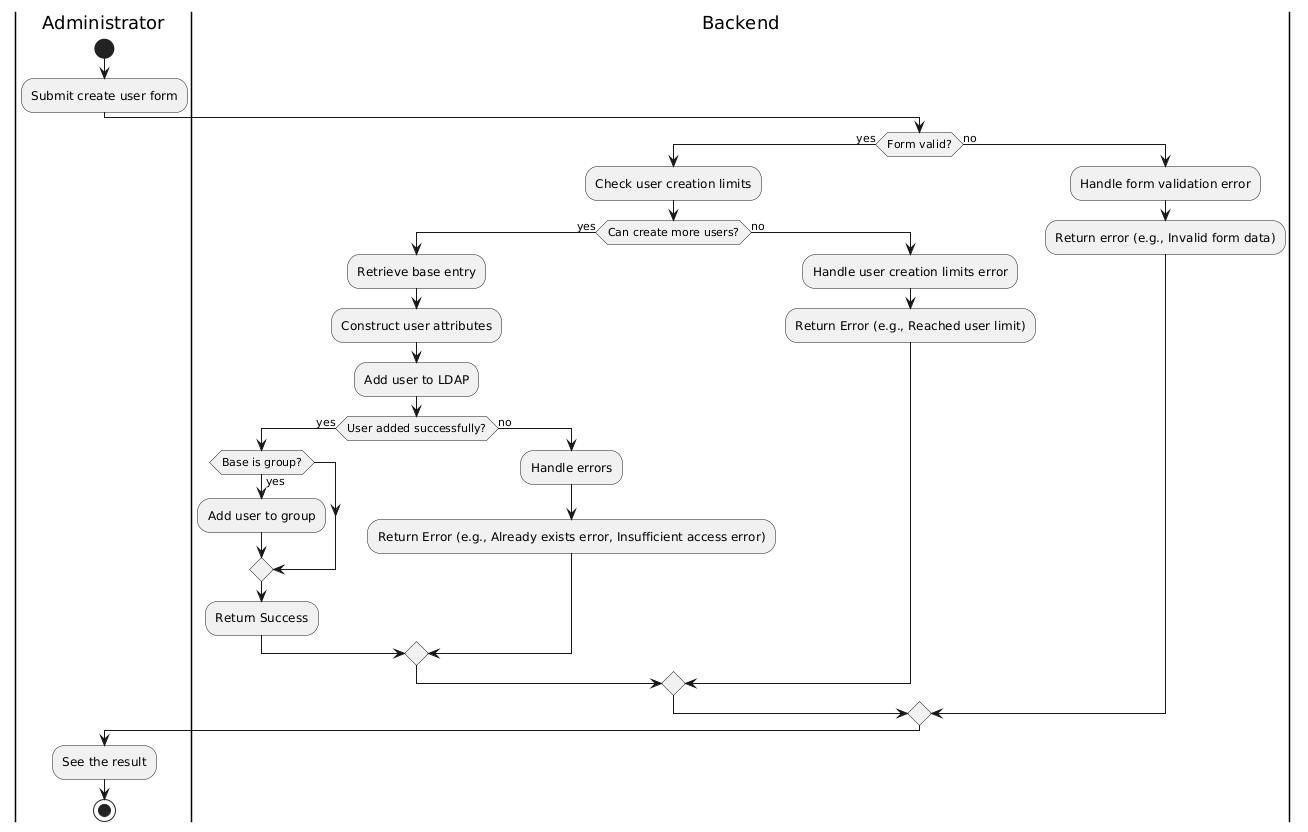 Administrator
Backend
Submit create user form
yes
Form valid?
no
Check user creation limits
Handle form validation error
yes
Can create more users?
no
Return error (e.g., Invalid form data)
Retrieve base entry
Handle user creation limits error
Construct user attributes
Return Error (e.g., Reached user limit)
Add user to LDAP
yes
User added successfully?
no
Base is group?
Handle errors
yes
Add user to group
Return Error (e.g., Already exists error, Insufficient access error)
Return Success
See the result